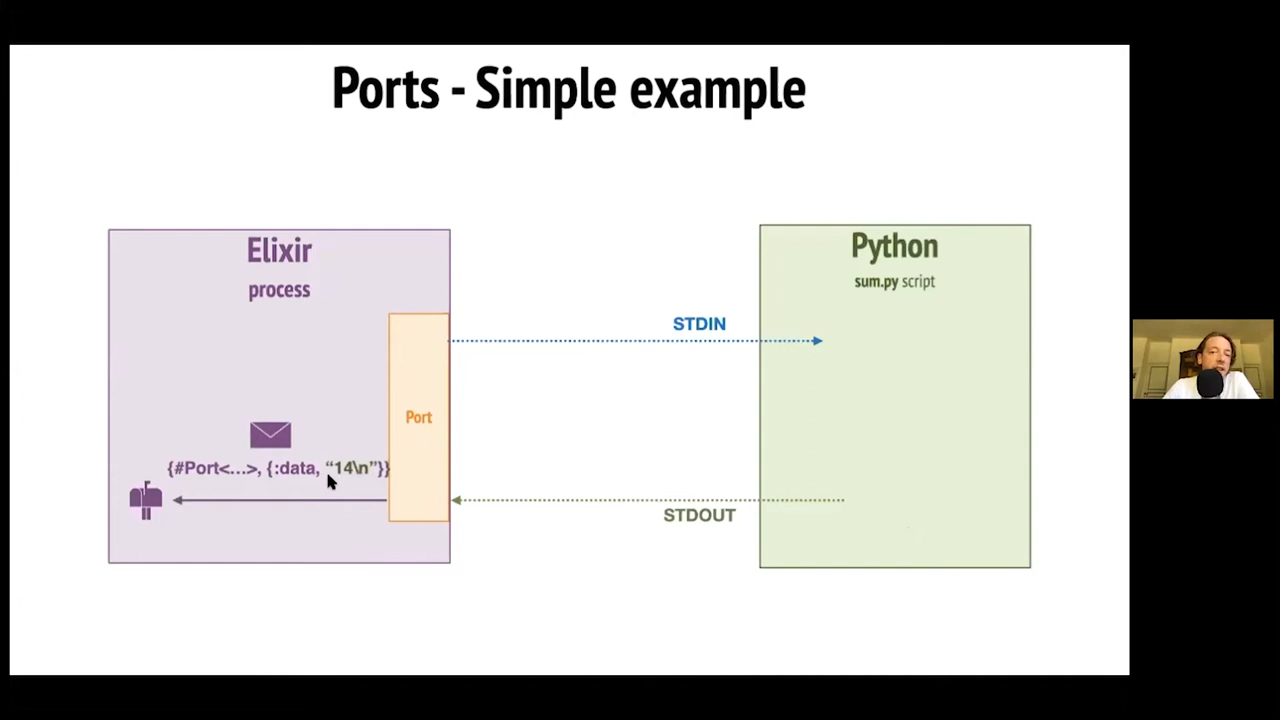 Ports - Simple example
Elixir
process
Python
sum.py script
STDIN
Port
{#Port<...>, {:data, “14\n”}}
STDOUT